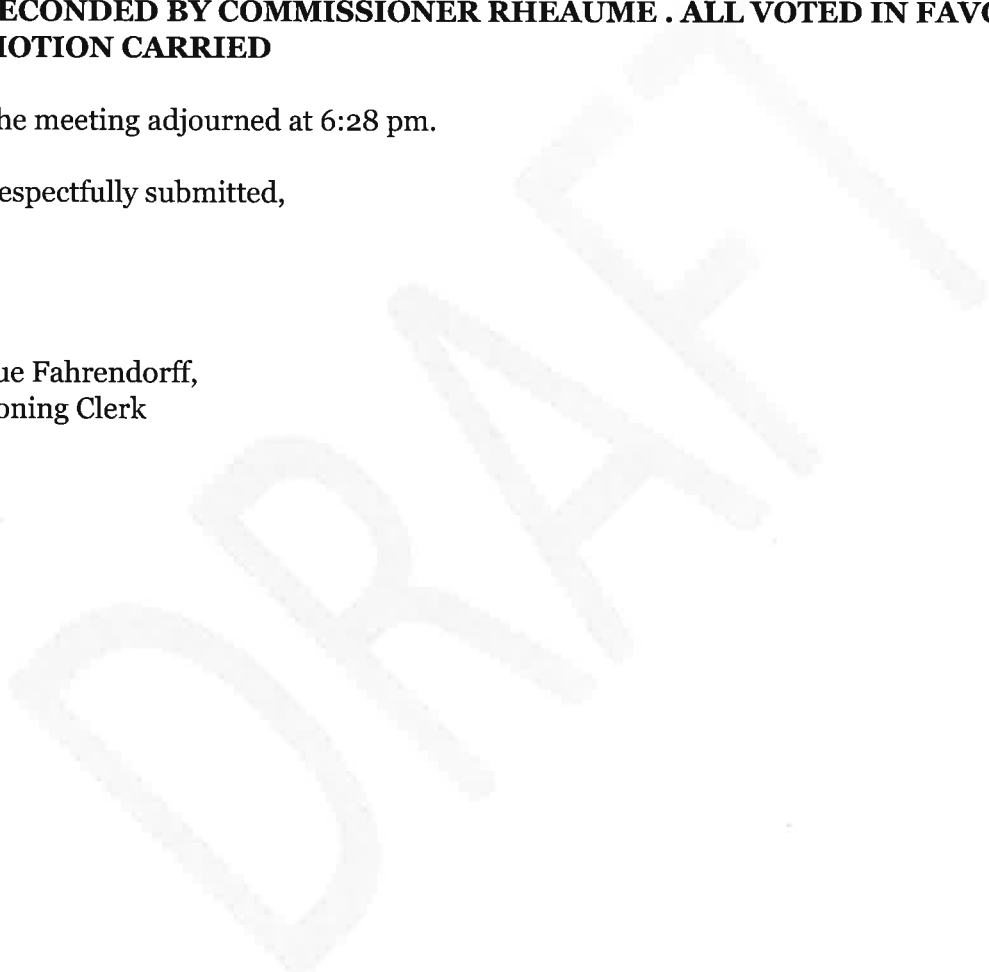 ECONDED BY COMMISSIONER RHEAUME . ALL VOTED IN FAVO
IOTION CARRIED
he meeting adjourned at 6:28 pm.
espectfully submitted,
ue Fahrendorff,
oning Clerk
DRAFT